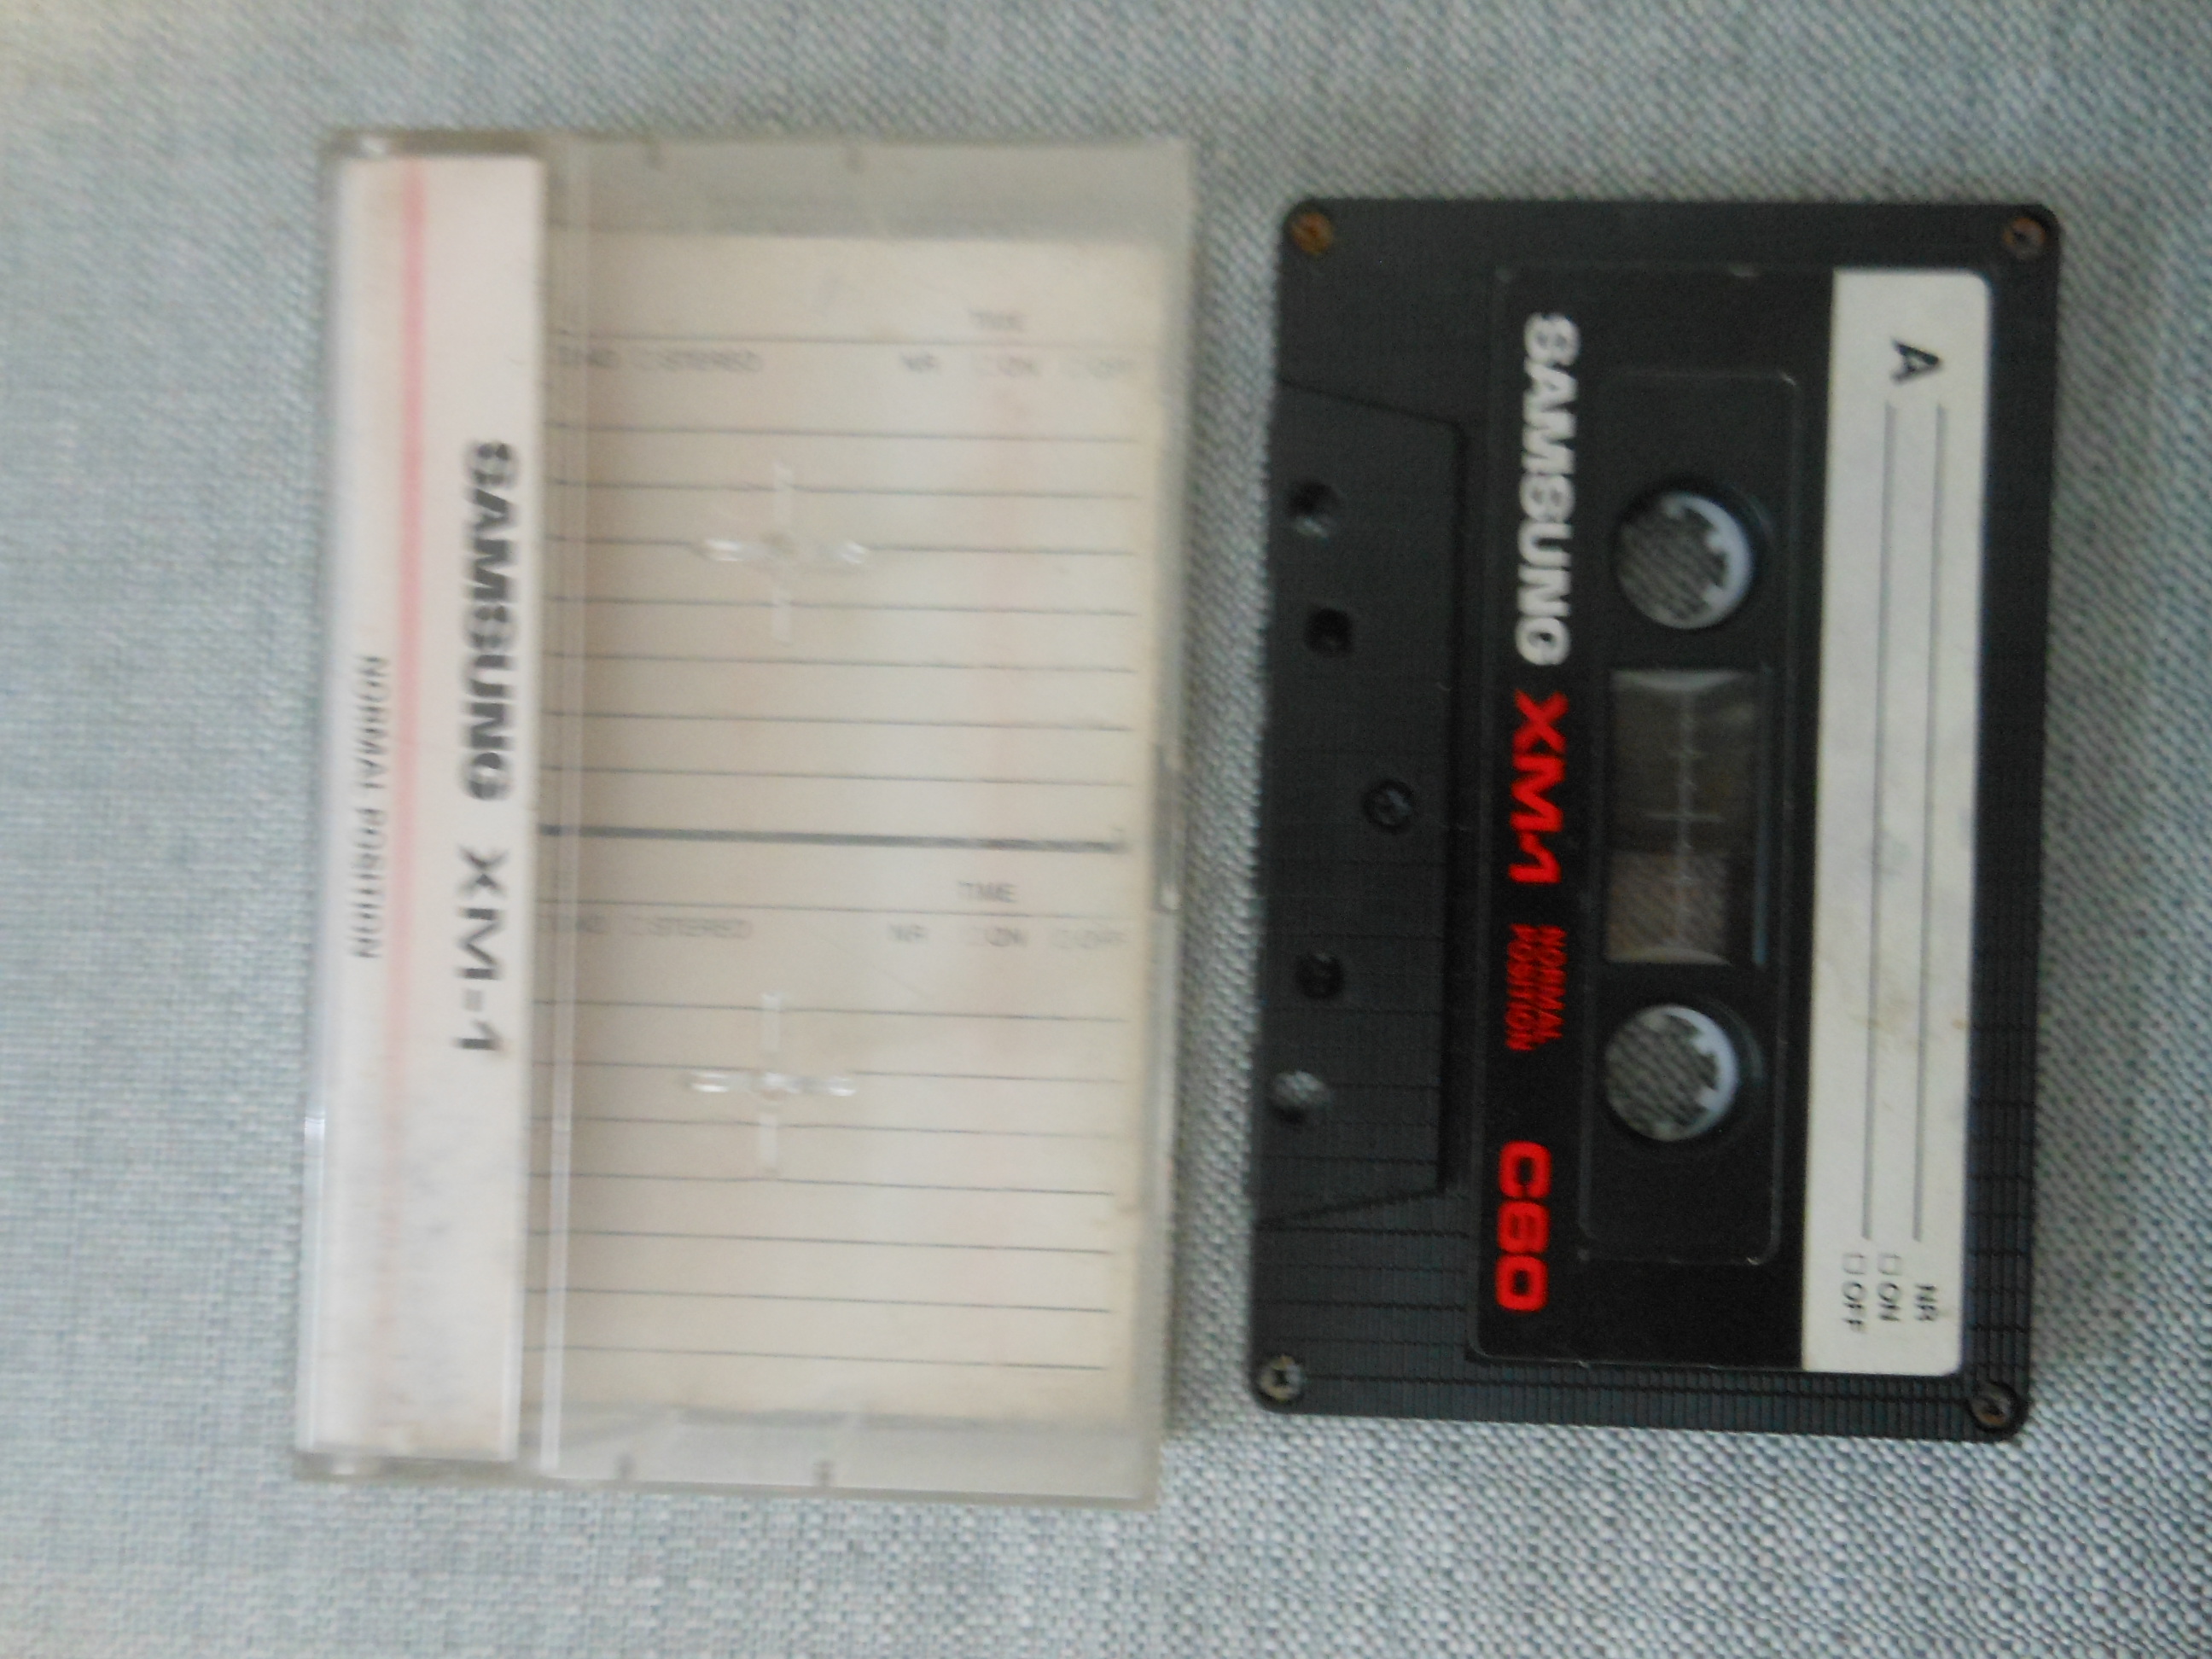 SAMSUNG XM-1
NORMAL POSITION
TIME
STEREO NR ON OFF
TIME
STEREO NR ON OFF
A
NR
ON
OFF
SAMSUNG XM1 NORMAL POSITION C60